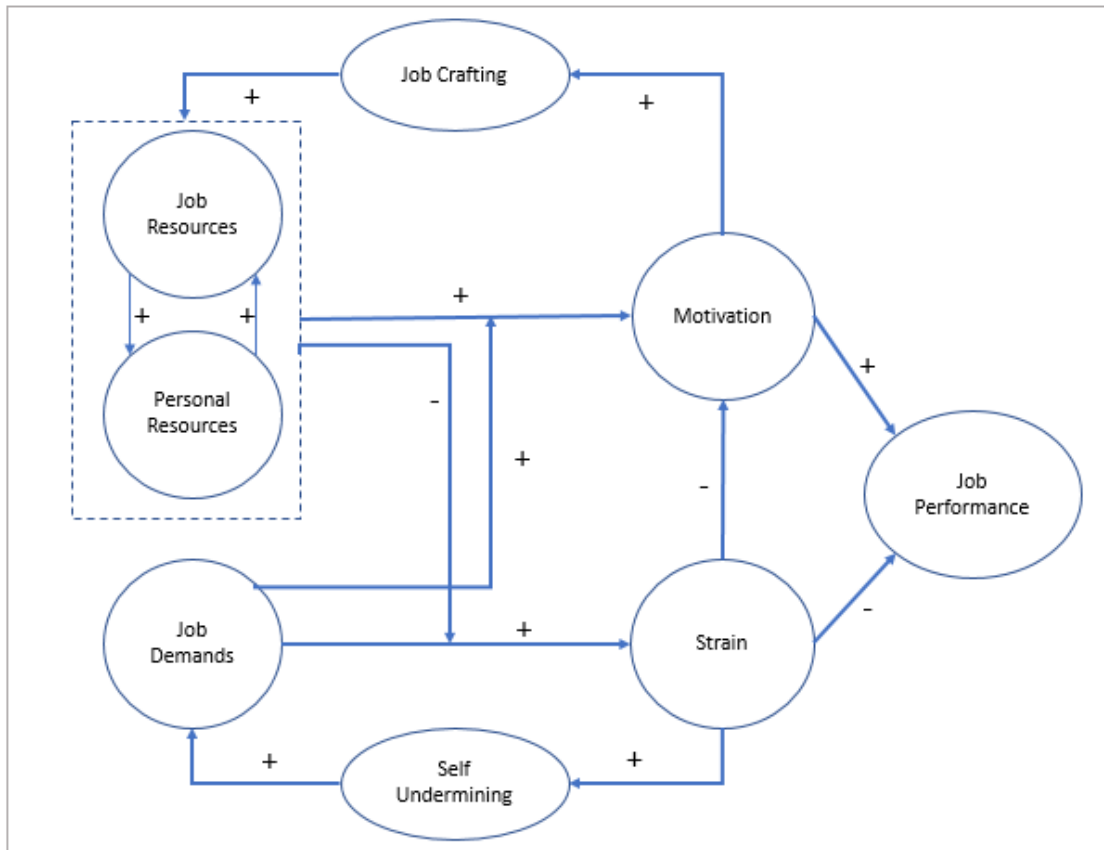 Job Crafting
+
+
Job
Resources
+
+
Personal
Resources
+
-
+
Motivation
+
-
Job
Performance
-
Job
Demands
+
Strain
+
Self
Undermining
+